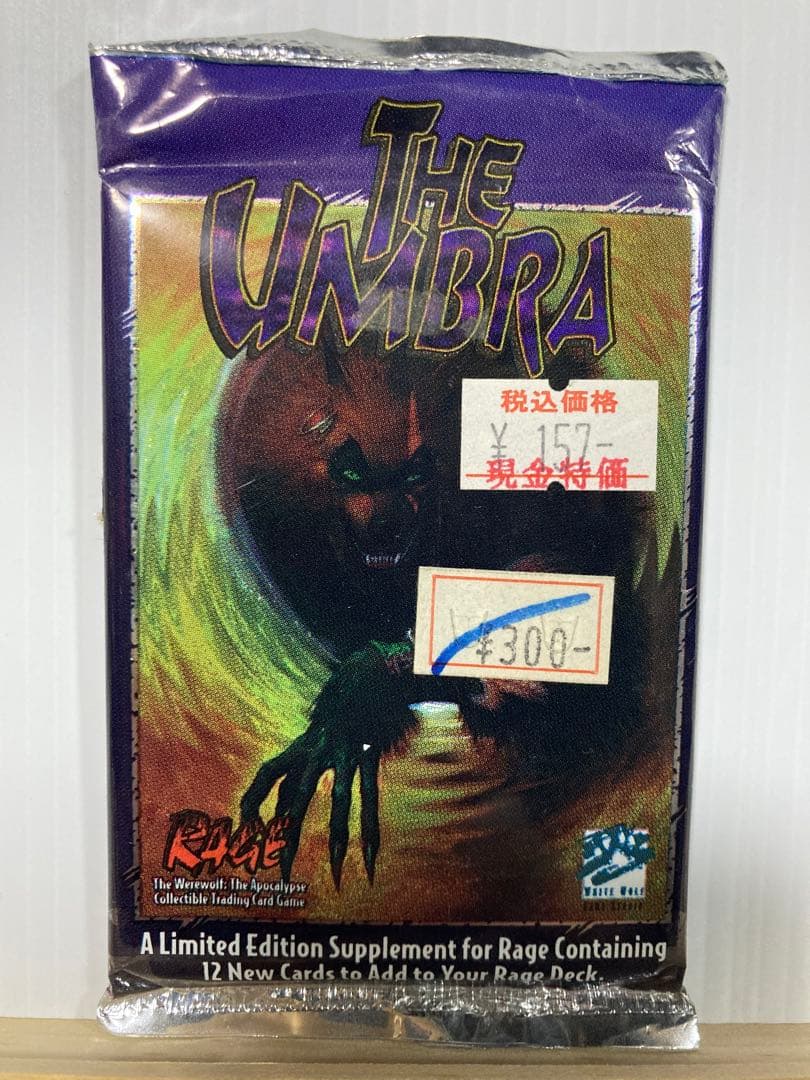 THE
UMBRA
税込価格
¥ 157-
現金特価
¥300-
RAGE
The Werewolf: The Apocalypse
Collectible Trading Card Game
WHITE WOLF
GAME STUDIO
A Limited Edition Supplement for Rage Containing
12 New Cards to Add to Your Rage Deck.